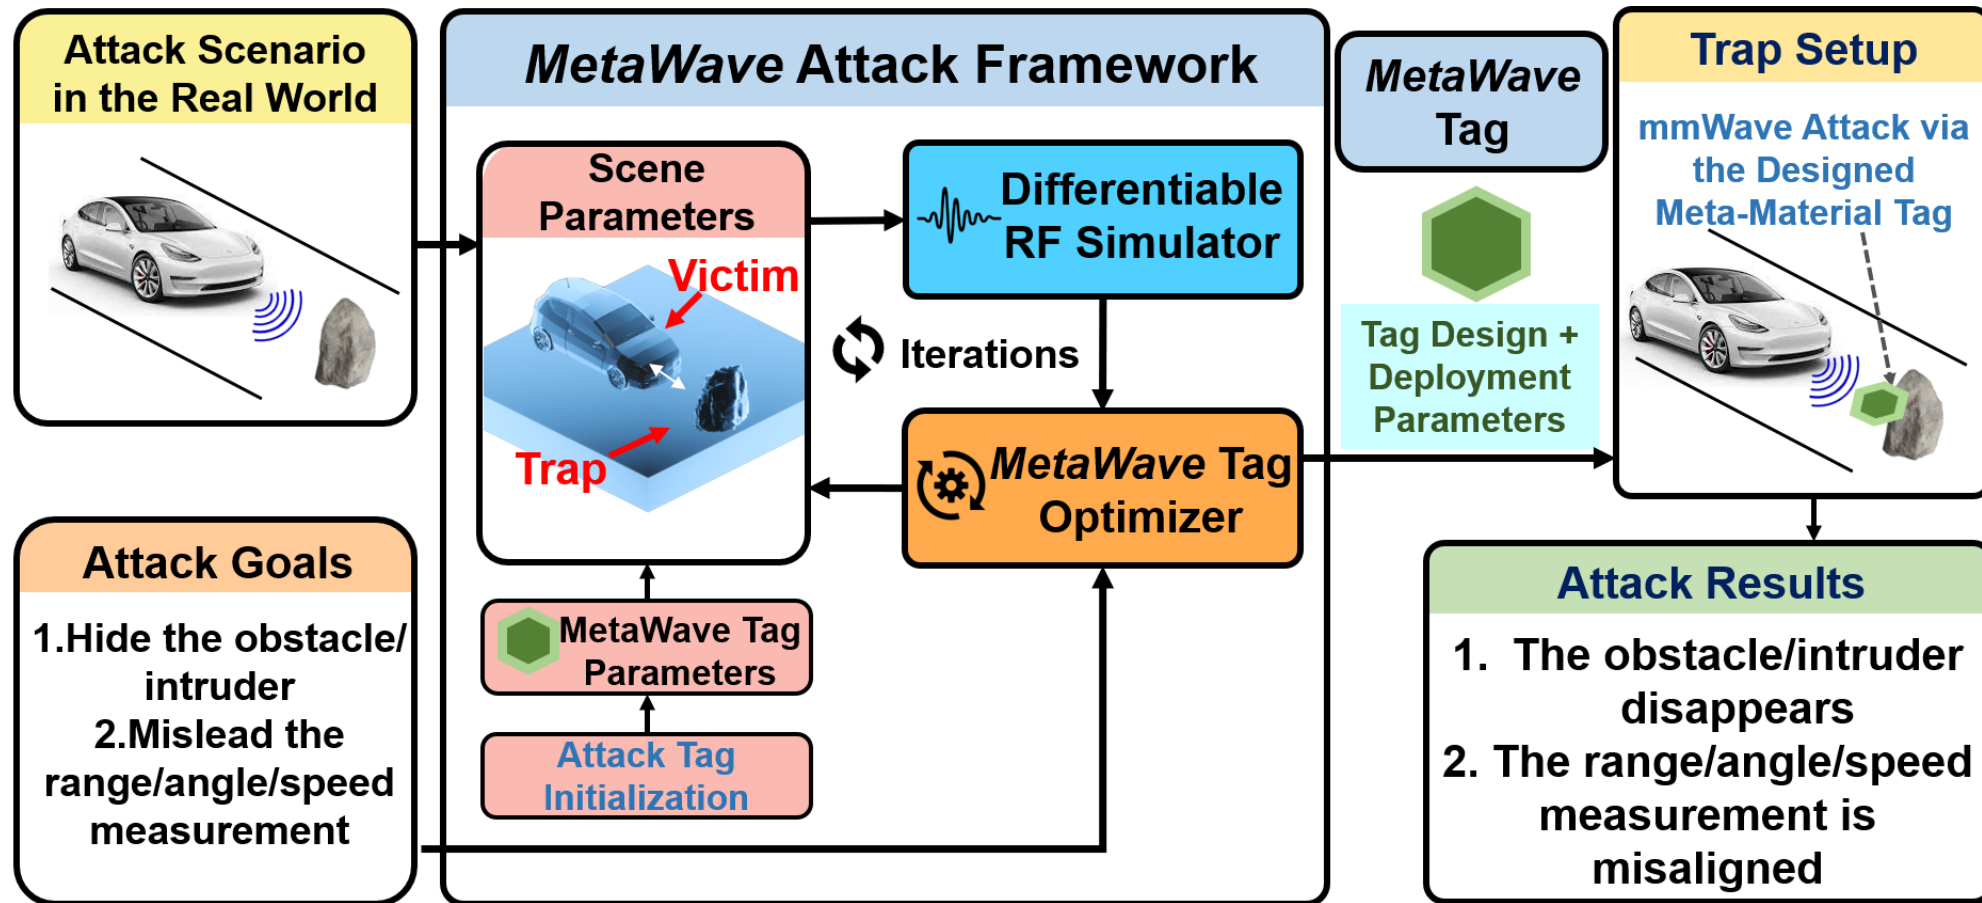 Attack Scenario
in the Real World
Attack Goals
1.Hide the obstacle/
intruder
2.Mislead the
range/angle/speed
measurement
MetaWave Attack Framework
Scene
Parameters
Victim
Trap
Differentiable
RF Simulator
Iterations
MetaWave Tag
Optimizer
MetaWave Tag
Parameters
Attack Tag
Initialization
MetaWave
Tag
Tag Design +
Deployment
Parameters
Trap Setup
mmWave Attack via
the Designed
Meta-Material Tag
Attack Results
1. The obstacle/intruder
disappears
2. The range/angle/speed
measurement is
misaligned